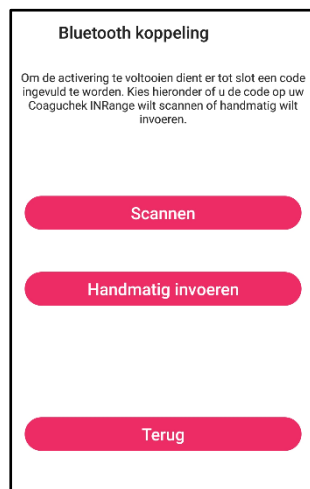 Bluetooth koppeling
Om de activering te voltooien dient er tot slot een code
ingevuld te worden. Kies hieronder of u de code op uw
Coaguchek INRange wilt scannen of handmatig wilt
invoeren.
Scannen
Handmatig invoeren
Terug